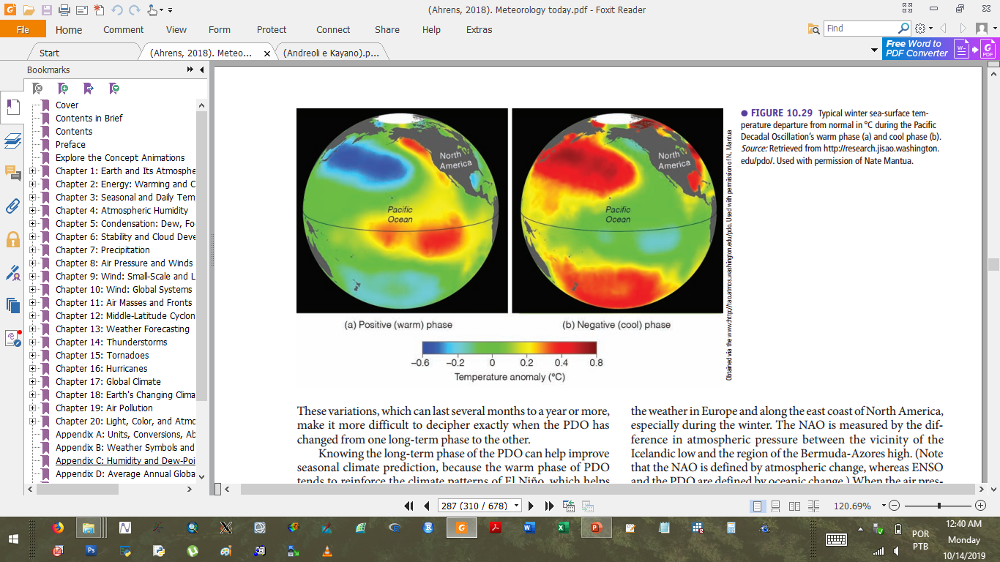 (Ahrens, 2018). Meteorology today.pdf - Foxit Reader
File Home Comment View Form Protect Connect Share Help Extras
Find
Start
(Ahrens, 2018). Meteo...
(Andreoli e Kayano).p...
Free Word to
PDF Converter
Bookmarks
Cover
Contents in Brief
Contents
Preface
Explore the Concept Animations
Chapter 1: Earth and Its Atmosphe
Chapter 2: Energy: Warming and C
Chapter 3: Seasonal and Daily Tem
Chapter 4: Atmospheric Humidity
Chapter 5: Condensation: Dew, Fo
Chapter 6: Stability and Cloud Deve
Chapter 7: Precipitation
Chapter 8: Air Pressure and Winds
Chapter 9: Wind: Small-Scale and L
Chapter 10: Wind: Global Systems
Chapter 11: Air Masses and Fronts
Chapter 12: Middle-Latitude Cyclon
Chapter 13: Weather Forecasting
Chapter 14: Thunderstorms
Chapter 15: Tornadoes
Chapter 16: Hurricanes
Chapter 17: Global Climate
Chapter 18: Earth's Changing Clima
Chapter 19: Air Pollution
Chapter 20: Light, Color, and Atmo
Appendix A: Units, Conversions, Ab
Appendix B: Weather Symbols and
Appendix C: Humidity and Dew-Poi
Appendix D: Average Annual Globa
North
America
Pacific
Ocean
(a) Positive (warm) phase
North
America
Pacific
Ocean
(b) Negative (cool) phase
–0.6 –0.2 0 0.2 0.4 0.8
Temperature anomaly (°C)
Obtained via the www:http://tao.atmos.washington.edu/pdo. Used with permission of N. Mantua
● FIGURE 10.29 Typical winter sea-surface tem-
perature departure from normal in °C during the Pacific
Decadal Oscillation's warm phase (a) and cool phase (b).
Source: Retrieved from http://research.jisao.washington.
edu/pdo/. Used with permission of Nate Mantua.
These variations, which can last several months to a year or more,
make it more difficult to decipher exactly when the PDO has
changed from one long-term phase to the other.
Knowing the long-term phase of the PDO can help improve
seasonal climate prediction, because the warm phase of PDO
tends to reinforce the climate patterns of El Niño, which helps
the weather in Europe and along the east coast of North America,
especially during the winter. The NAO is measured by the dif-
ference in atmospheric pressure between the vicinity of the
Icelandic low and the region of the Bermuda-Azores high. (Note
that the NAO is defined by atmospheric change, whereas ENSO
and the PDO are defined by oceanic change.) When the air pres-
287 (310 / 678)
120.69%
POR
PTB
12:40 AM
Monday
10/14/2019